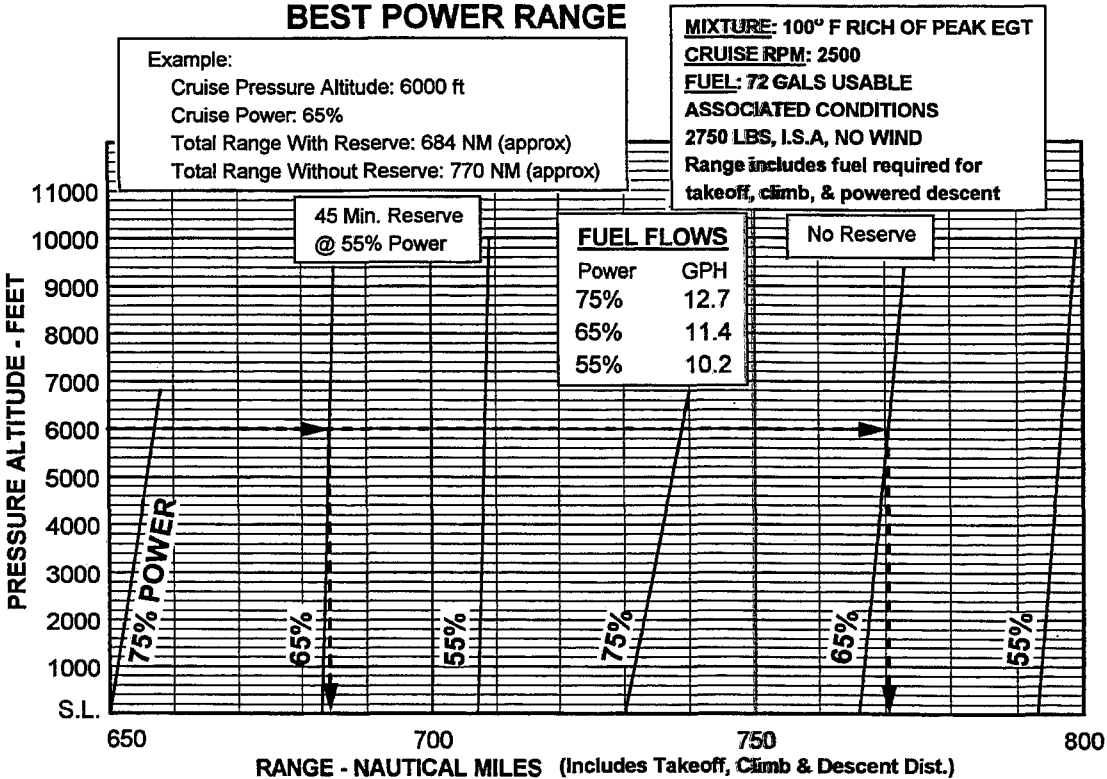 BEST POWER RANGE
Example:
Cruise Pressure Altitude: 6000 ft
Cruise Power: 65%
Total Range With Reserve: 684 NM (approx)
Total Range Without Reserve: 770 NM (approx)
MIXTURE: 100° F RICH OF PEAK EGT
CRUISE RPM: 2500
FUEL: 72 GALS USABLE
ASSOCIATED CONDITIONS
2750 LBS, I.S.A, NO WIND
Range includes fuel required for
takeoff, climb, & powered descent
45 Min. Reserve
@ 55% Power
FUEL FLOWS
Power GPH
75% 12.7
65% 11.4
55% 10.2
No Reserve
PRESSURE ALTITUDE - FEET
11000
10000
9000
8000
7000
6000
5000
4000
3000
2000
1000
S.L.
75% POWER
65%
55%
75%
65%
55%
650 700 750 800
RANGE - NAUTICAL MILES (Includes Takeoff, Climb & Descent Dist.)